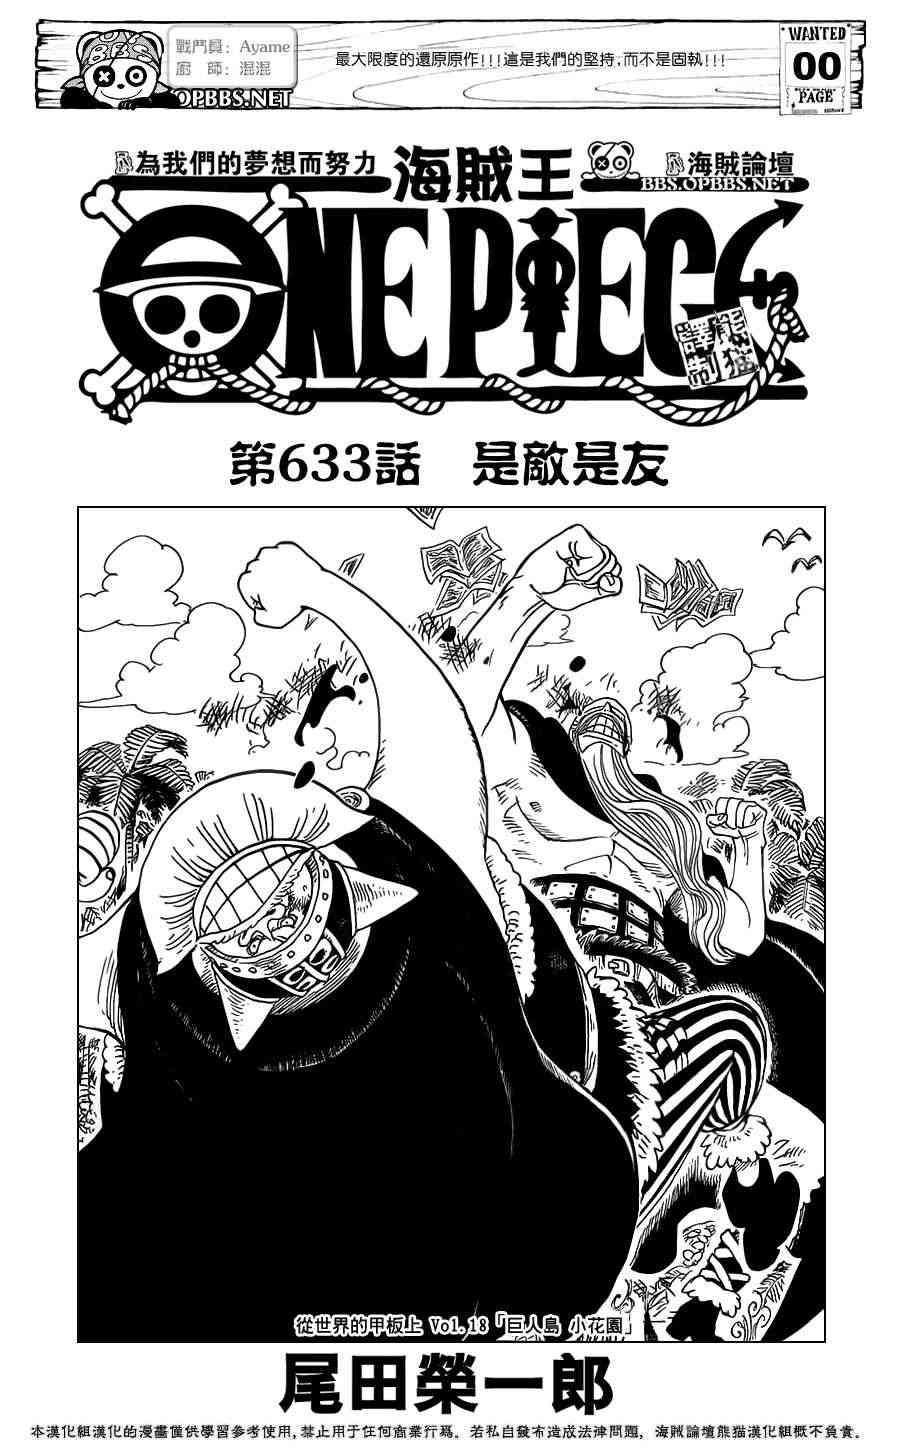 戰鬥員: Ayame
廚　師: 混混
OPBBS.NET
最大限度的還原原作!!!這是我們的堅持,而不是固執!!!
WANTED
00
PAGE
為我們的夢想而努力
海賊王
海賊論壇
BBS.OPBBS.NET
ONE PIECE
熊猫
譯制
第633話　是敵是友
從世界的甲板上 Vol.18「巨人島 小花園」
尾田榮一郎
本漢化組漢化的漫畫僅供學習參考使用,禁止用于任何商業行爲。若私自發布造成法律問題,海賊論壇熊猫漢化組概不負責。